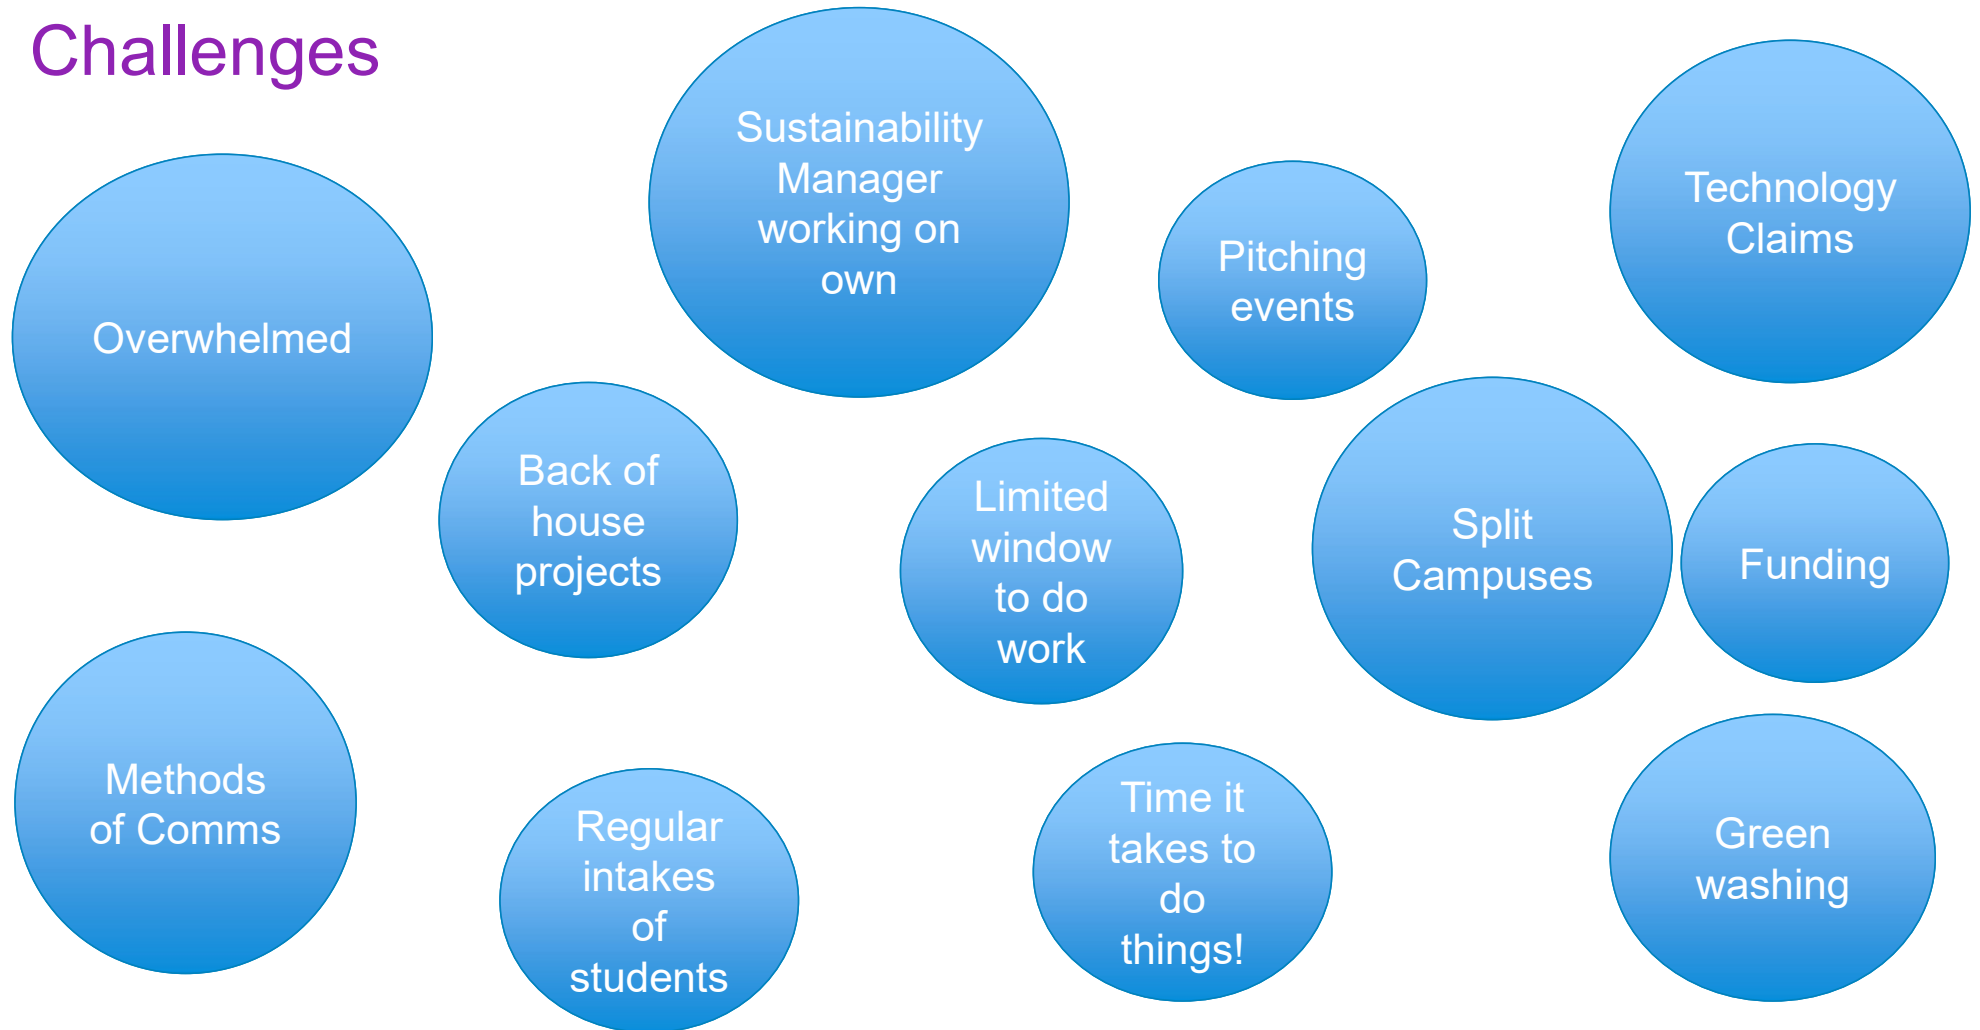 Challenges
Sustainability
Manager
working on
own
Technology
Claims
Pitching
events
Overwhelmed
Back of
house
projects
Limited
window
to do
work
Split
Campuses
Funding
Methods
of Comms
Regular
intakes
of
students
Time it
takes to
do
things!
Green
washing